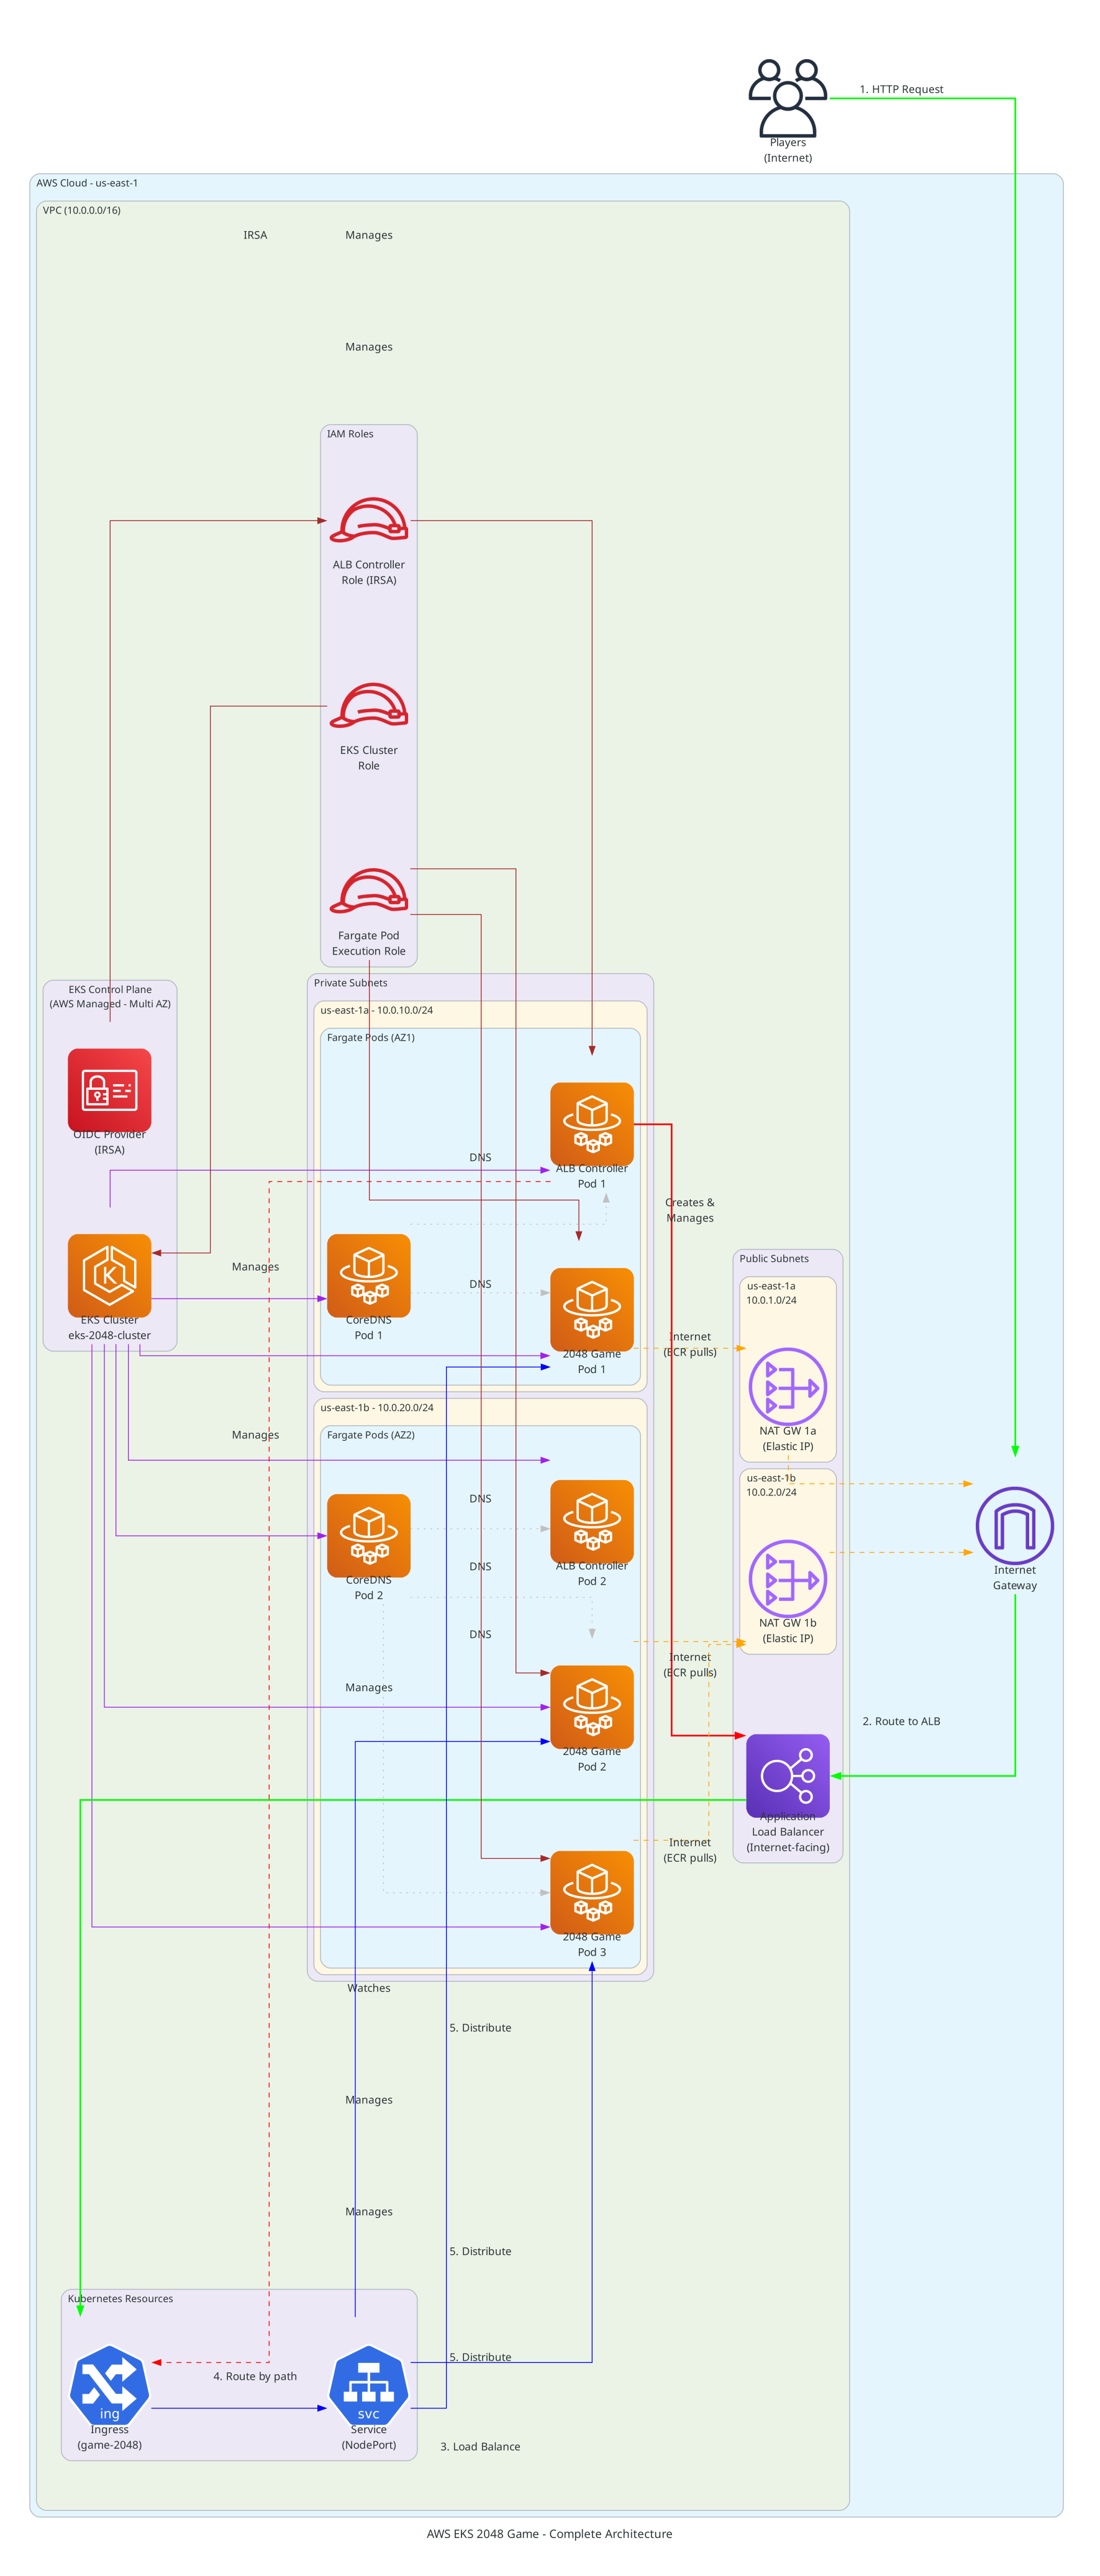 1. HTTP Request
Players
(Internet)
AWS Cloud - us-east-1
VPC (10.0.0.0/16)
IRSA
Manages
Manages
IAM Roles
ALB Controller
Role (IRSA)
EKS Cluster
Role
Fargate Pod
Execution Role
EKS Control Plane
(AWS Managed - Multi AZ)
OIDC Provider
(IRSA)
EKS Cluster
eks-2048-cluster
Private Subnets
us-east-1a - 10.0.10.0/24
Fargate Pods (AZ1)
DNS
ALB Controller
Pod 1
Creates &
Manages
Manages
DNS
CoreDNS
Pod 1
2048 Game
Pod 1
Internet
(ECR pulls)
Public Subnets
us-east-1a
10.0.1.0/24
NAT GW 1a
(Elastic IP)
us-east-1b
10.0.2.0/24
NAT GW 1b
(Elastic IP)
Internet
Gateway
us-east-1b - 10.0.20.0/24
Fargate Pods (AZ2)
Manages
DNS
CoreDNS
Pod 2
ALB Controller
Pod 2
DNS
DNS
Internet
(ECR pulls)
Manages
2048 Game
Pod 2
2. Route to ALB
Application
Load Balancer
(Internet-facing)
Internet
(ECR pulls)
2048 Game
Pod 3
Watches
5. Distribute
Manages
Manages
5. Distribute
Kubernetes Resources
5. Distribute
4. Route by path
ing
Ingress
(game-2048)
svc
Service
(NodePort)
3. Load Balance
AWS EKS 2048 Game - Complete Architecture